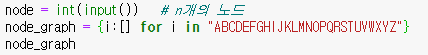 node = int(input())  # n개의 노드
node_graph = {i:[] for i in "ABCDEFGHIJKLMNOPQRSTUVWXYZ"}
node_graph